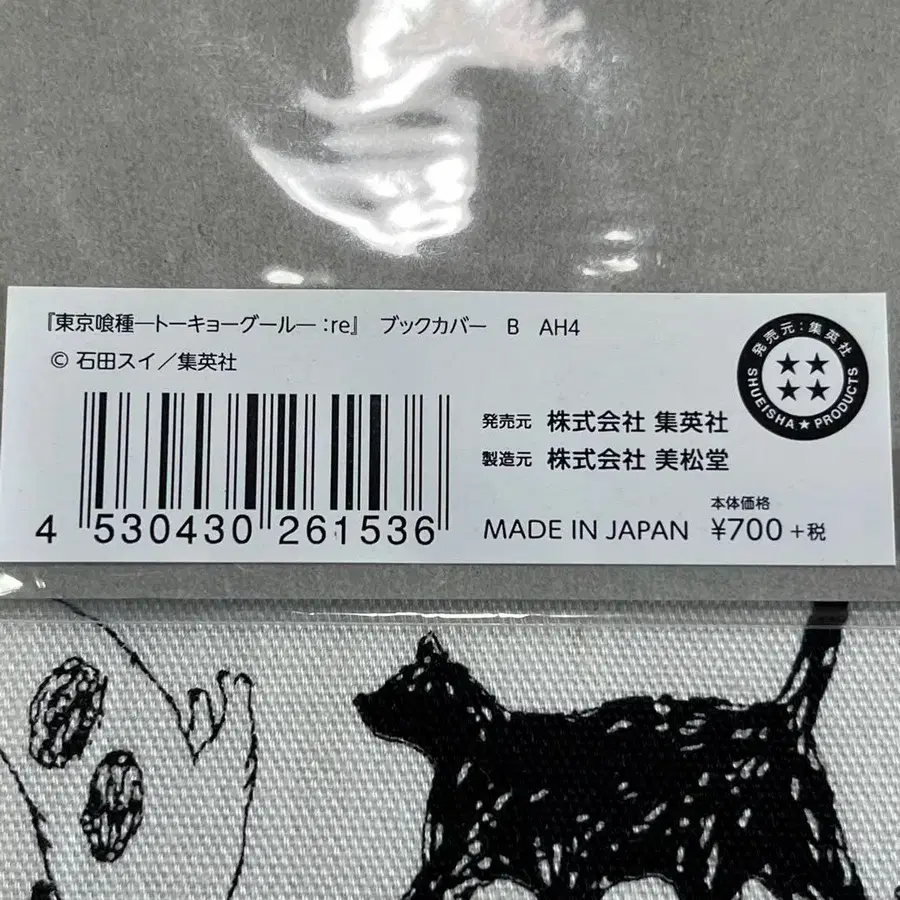 『東京喰種―トーキョーグール― :re』 ブックカバー B AH4
© 石田スイ／集英社
発売元：集英社
SHUEISHA★PRODUCTS
発売元 株式会社 集英社
製造元 株式会社 美松堂
本体価格
4 530430 261536
MADE IN JAPAN ¥700+税